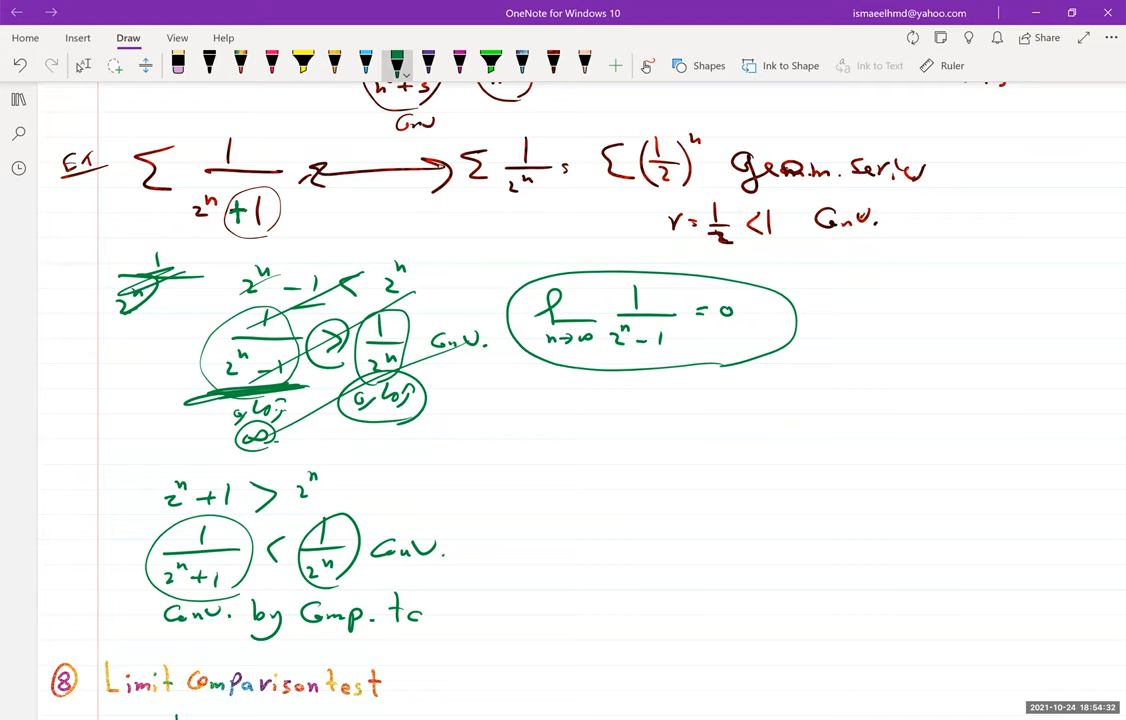 OneNote for Windows 10
ismaeelhmd@yahoo.com
Home Insert Draw View Help
Share
Shapes Ink to Shape Ink to Text Ruler
n + 3
Conv
EX Σ 1/(2^n + 1) → Σ 1/2^n = Σ (1/2)^n geom. series
r = 1/2 < 1 Conv.
1/2^n
2^n - 1 < 2^n
1/(2^n - 1) > 1/2^n Conv.
lim n→∞ 1/(2^n - 1) = 0
∞
2^n + 1 > 2^n
1/(2^n + 1) < 1/2^n Conv.
Conv. by Comp. tc
8 Limit Comparison test
2021-10-24 18:54:32